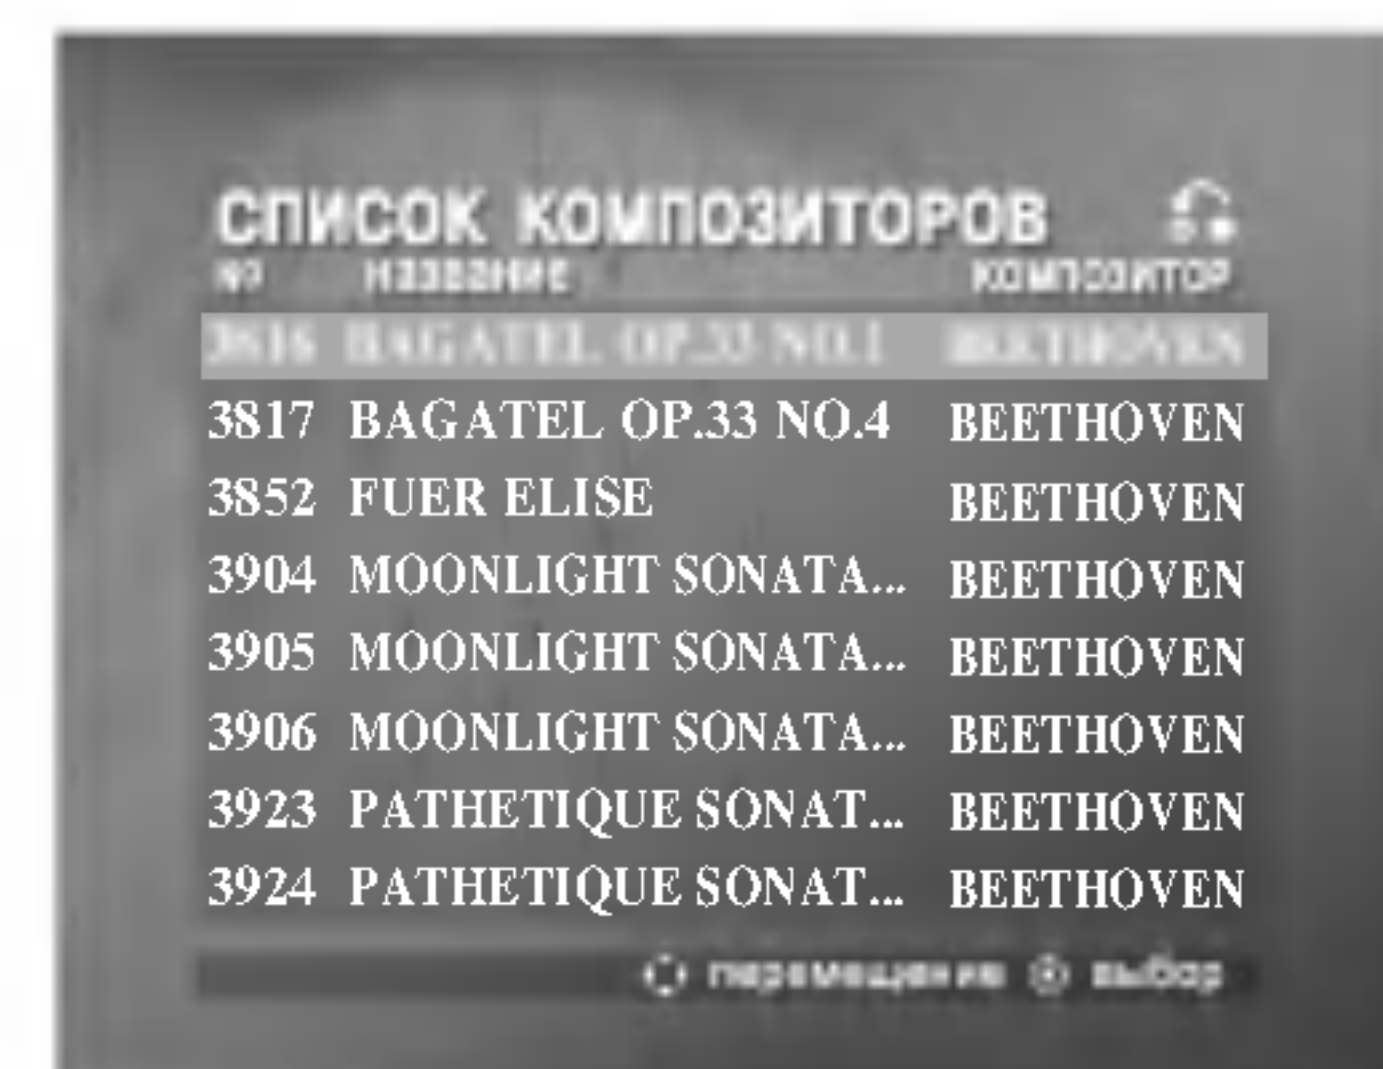 СПИСОК КОМПОЗИТОРОВ
№ НАЗВАНИЕ КОМПОЗИТОР
3816 BAGATEL OP.33 NO.1 BEETHOVEN
3817 BAGATEL OP.33 NO.4 BEETHOVEN
3852 FUER ELISE BEETHOVEN
3904 MOONLIGHT SONATA... BEETHOVEN
3905 MOONLIGHT SONATA... BEETHOVEN
3906 MOONLIGHT SONATA... BEETHOVEN
3923 PATHETIQUE SONAT... BEETHOVEN
3924 PATHETIQUE SONAT... BEETHOVEN
перемещение выбор